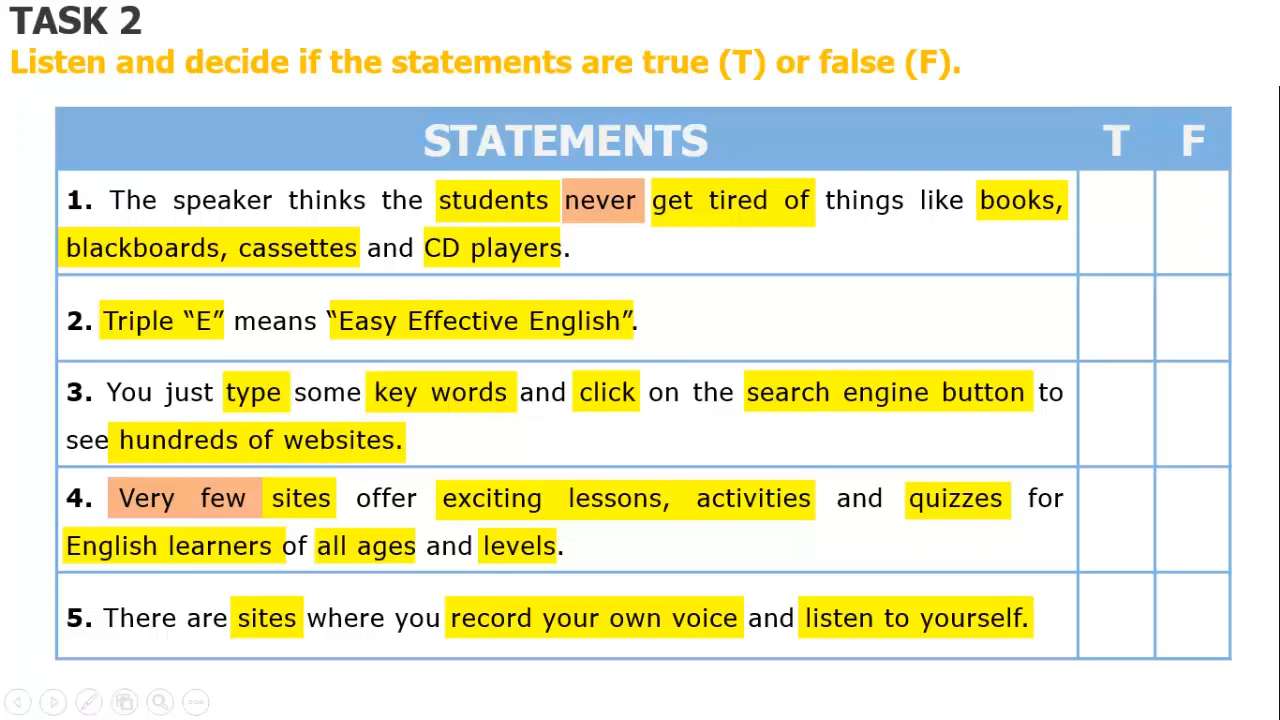 TASK 2
Listen and decide if the statements are true (T) or false (F).
STATEMENTS T F
1. The speaker thinks the students never get tired of things like books,
blackboards, cassettes and CD players.
2. Triple “E” means “Easy Effective English”.
3. You just type some key words and click on the search engine button to
see hundreds of websites.
4. Very few sites offer exciting lessons, activities and quizzes for
English learners of all ages and levels.
5. There are sites where you record your own voice and listen to yourself.